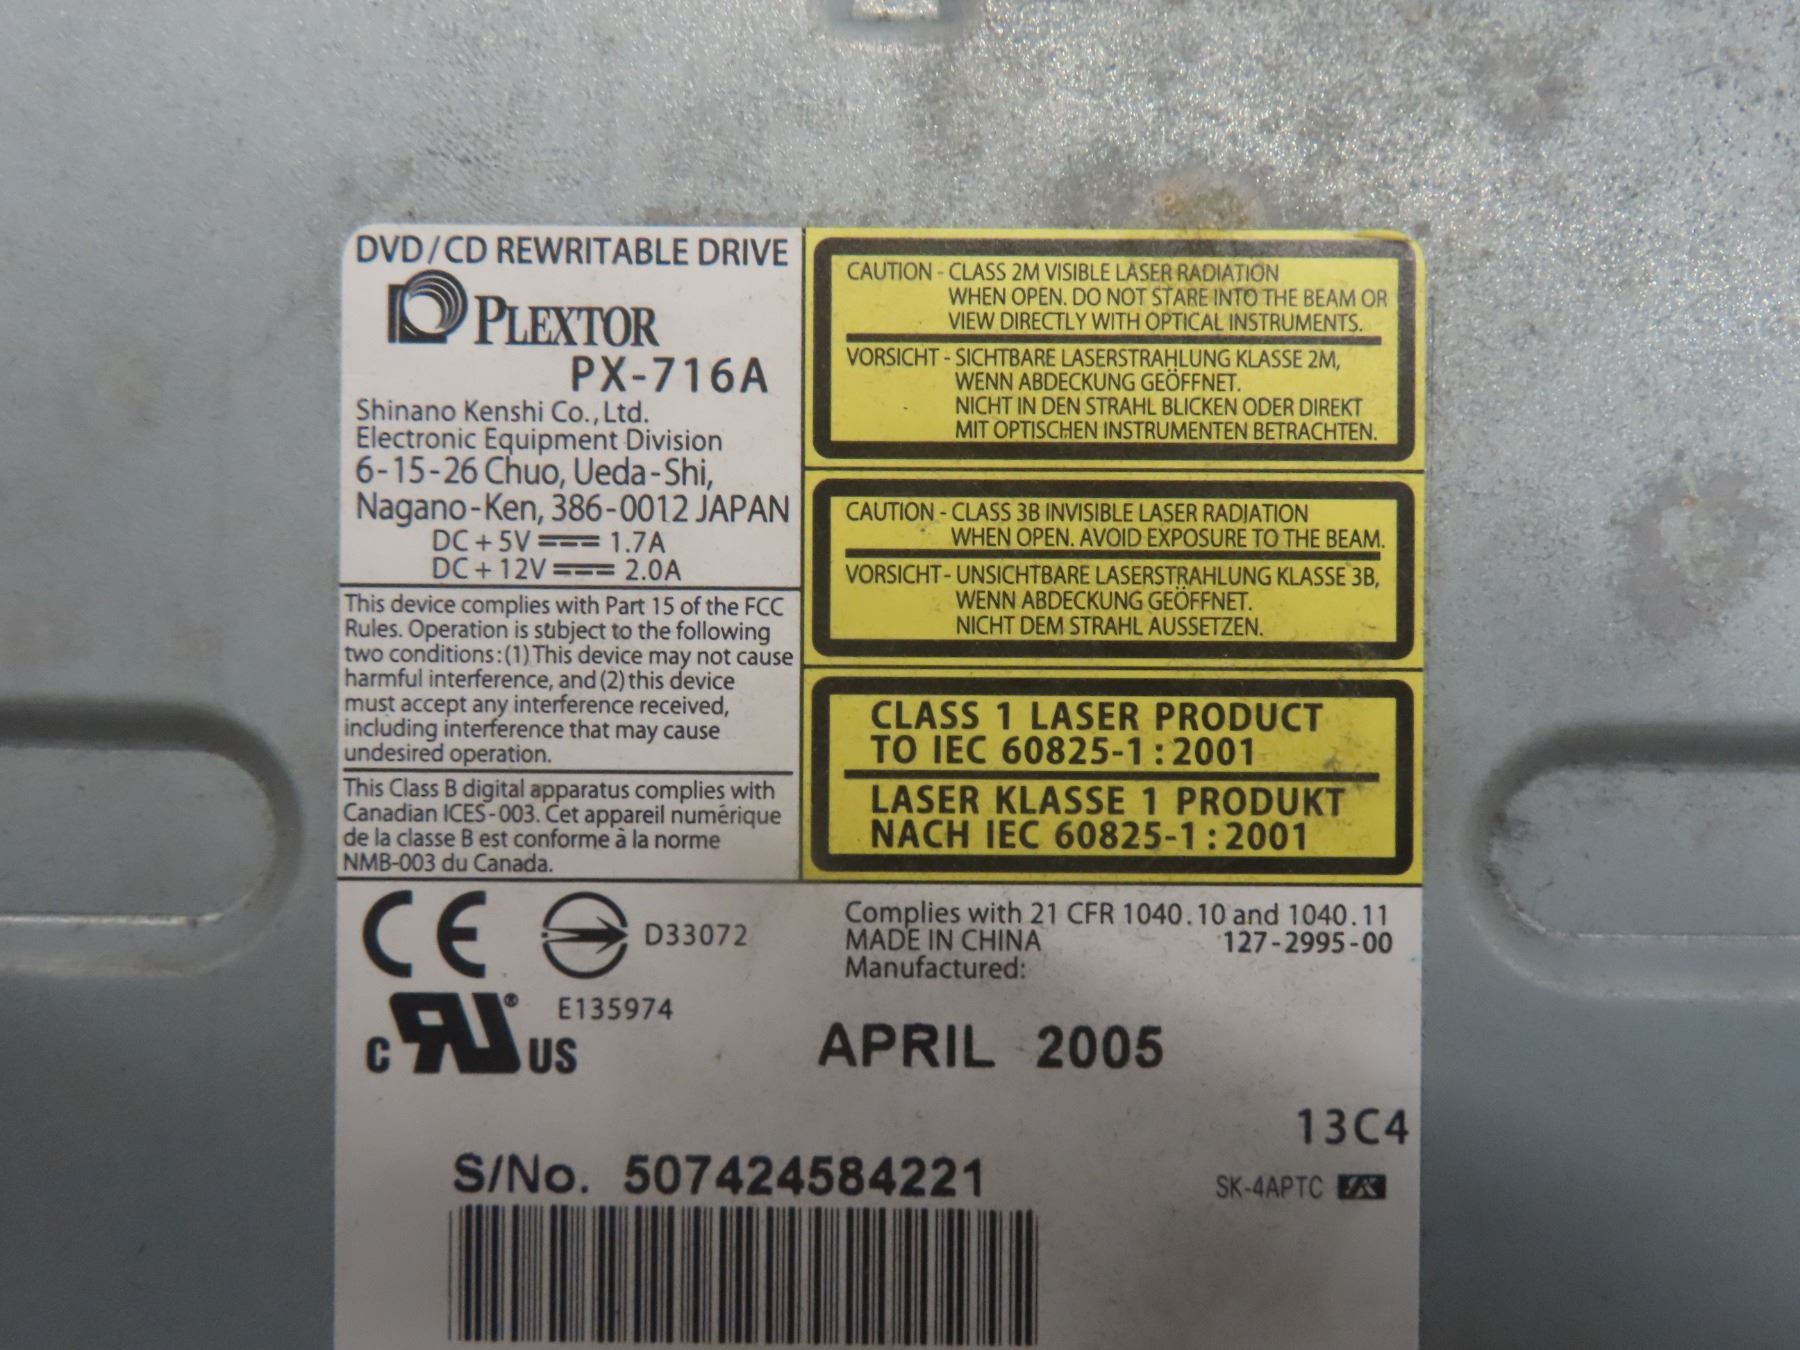 DVD/CD REWRITABLE DRIVE
PLEXTOR
PX-716A
Shinano Kenshi Co., Ltd.
Electronic Equipment Division
6-15-26 Chuo, Ueda-Shi,
Nagano-Ken, 386-0012 JAPAN
DC + 5V 1.7A
DC + 12V 2.0A
This device complies with Part 15 of the FCC
Rules. Operation is subject to the following
two conditions: (1) This device may not cause
harmful interference, and (2) this device
must accept any interference received,
including interference that may cause
undesired operation.
This Class B digital apparatus complies with
Canadian ICES-003. Cet appareil numérique
de la classe B est conforme à la norme
NMB-003 du Canada.
CAUTION - CLASS 2M VISIBLE LASER RADIATION
WHEN OPEN. DO NOT STARE INTO THE BEAM OR
VIEW DIRECTLY WITH OPTICAL INSTRUMENTS.
VORSICHT - SICHTBARE LASERSTRAHLUNG KLASSE 2M,
WENN ABDECKUNG GEÖFFNET.
NICHT IN DEN STRAHL BLICKEN ODER DIREKT
MIT OPTISCHEN INSTRUMENTEN BETRACHTEN.
CAUTION - CLASS 3B INVISIBLE LASER RADIATION
WHEN OPEN. AVOID EXPOSURE TO THE BEAM.
VORSICHT - UNSICHTBARE LASERSTRAHLUNG KLASSE 3B,
WENN ABDECKUNG GEÖFFNET.
NICHT DEM STRAHL AUSSETZEN.
CLASS 1 LASER PRODUCT
TO IEC 60825-1 : 2001
LASER KLASSE 1 PRODUKT
NACH IEC 60825-1 : 2001
CE D33072
C RU® US E135974
Complies with 21 CFR 1040.10 and 1040.11
MADE IN CHINA 127-2995-00
Manufactured:
APRIL 2005
13C4
S/No. 507424584221
SK-4APTC